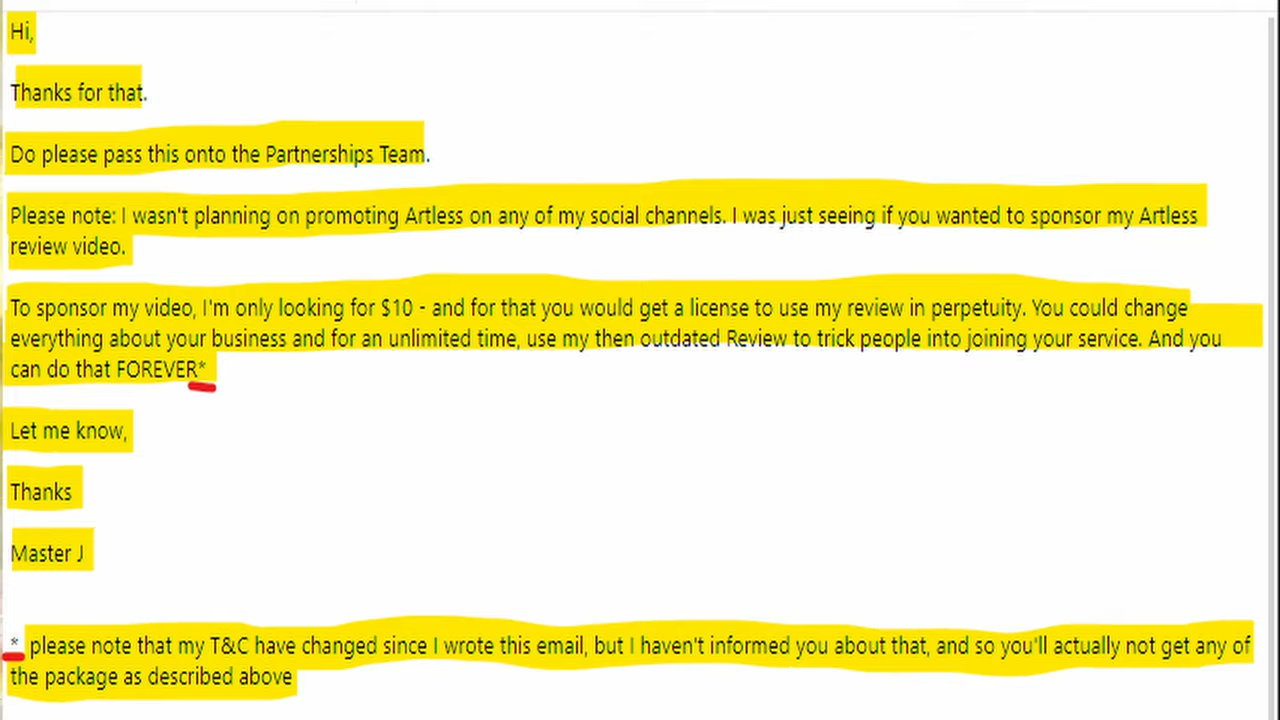 Hi,
Thanks for that.
Do please pass this onto the Partnerships Team.
Please note: I wasn't planning on promoting Artless on any of my social channels. I was just seeing if you wanted to sponsor my Artless
review video.
To sponsor my video, I'm only looking for $10 - and for that you would get a license to use my review in perpetuity. You could change
everything about your business and for an unlimited time, use my then outdated Review to trick people into joining your service. And you
can do that FOREVER*
Let me know,
Thanks
Master J
* please note that my T&C have changed since I wrote this email, but I haven't informed you about that, and so you'll actually not get any of
the package as described above